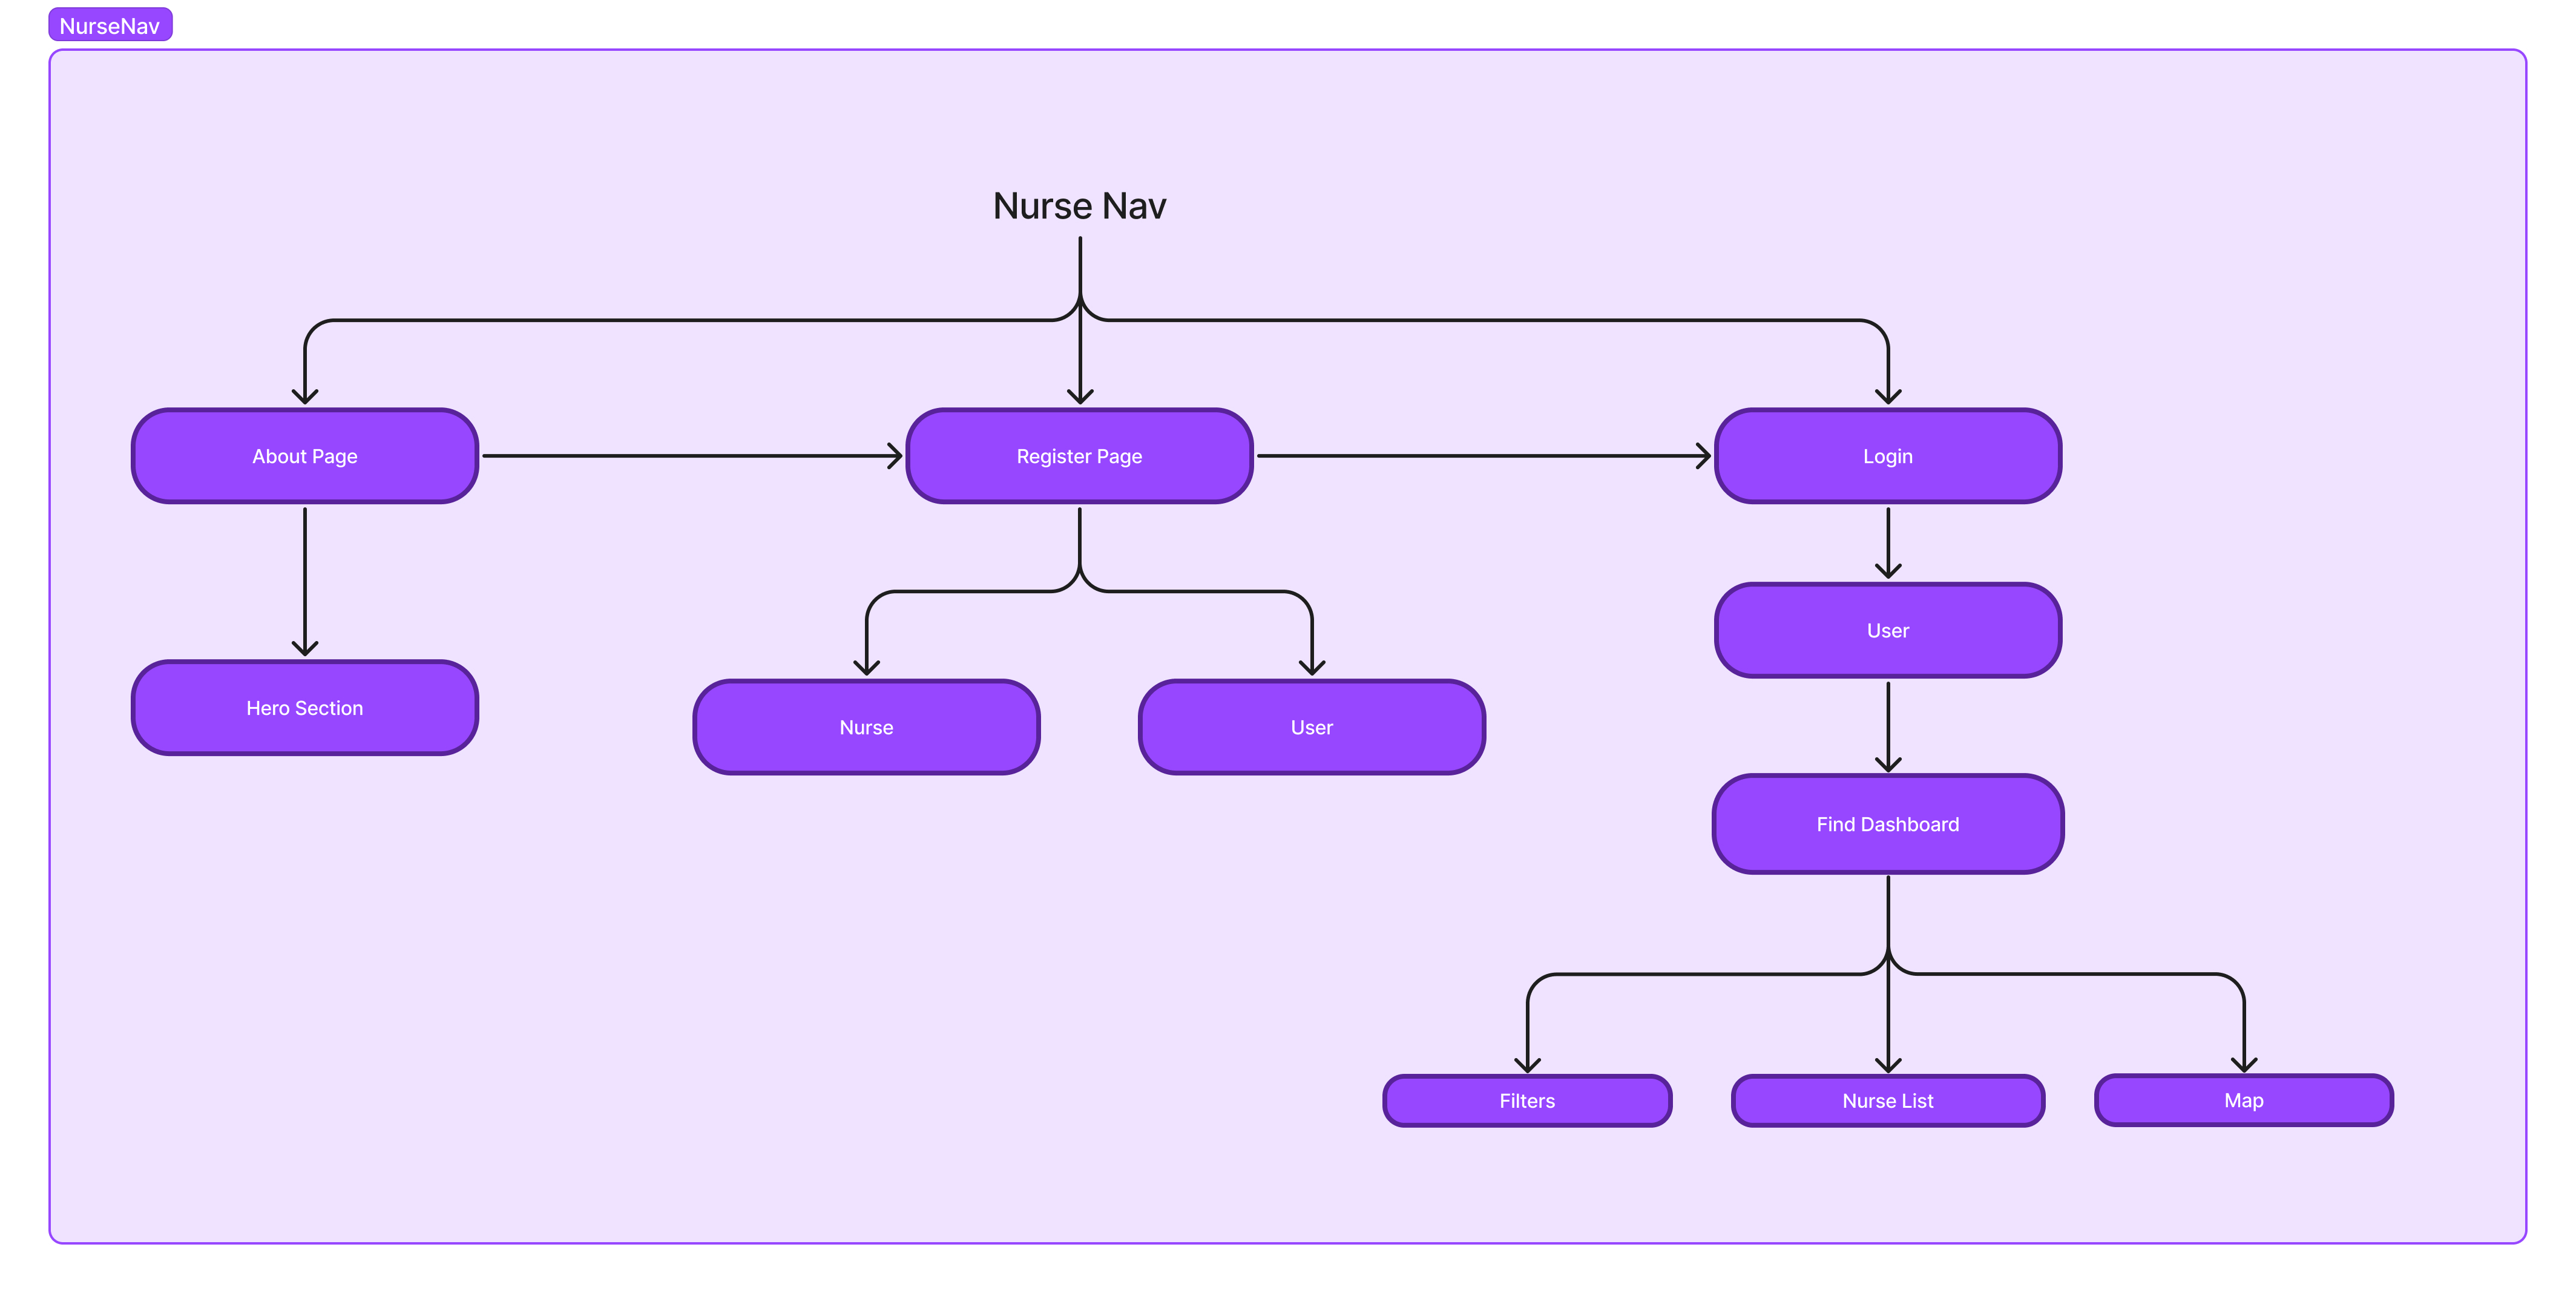 NurseNav
Nurse Nav
About Page
Register Page
Login
User
Hero Section
Nurse
User
Find Dashboard
Filters
Nurse List
Map